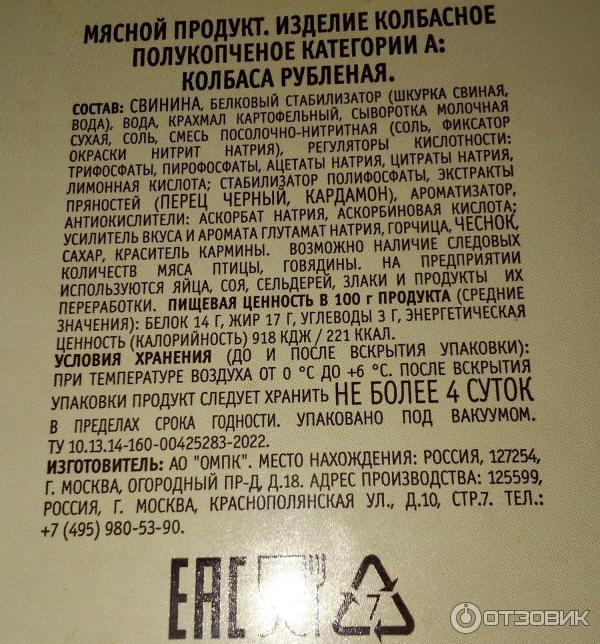 МЯСНОЙ ПРОДУКТ. ИЗДЕЛИЕ КОЛБАСНОЕ
ПОЛУКОПЧЕНОЕ КАТЕГОРИИ А:
КОЛБАСА РУБЛЕНАЯ.
СОСТАВ: СВИНИНА, БЕЛКОВЫЙ СТАБИЛИЗАТОР (ШКУРКА СВИНАЯ,
ВОДА), ВОДА, КРАХМАЛ КАРТОФЕЛЬНЫЙ, СЫВОРОТКА МОЛОЧНАЯ
СУХАЯ, СОЛЬ, СМЕСЬ ПОСОЛОЧНО-НИТРИТНАЯ (СОЛЬ, ФИКСАТОР
ОКРАСКИ НИТРИТ НАТРИЯ), РЕГУЛЯТОРЫ КИСЛОТНОСТИ:
ТРИФОСФАТЫ, ПИРОФОСФАТЫ, АЦЕТАТЫ НАТРИЯ, ЦИТРАТЫ НАТРИЯ,
ЛИМОННАЯ КИСЛОТА; СТАБИЛИЗАТОР ПОЛИФОСФАТЫ, ЭКСТРАКТЫ
ПРЯНОСТЕЙ (ПЕРЕЦ ЧЕРНЫЙ, КАРДАМОН), АРОМАТИЗАТОР,
АНТИОКИСЛИТЕЛИ: АСКОРБАТ НАТРИЯ, АСКОРБИНОВАЯ КИСЛОТА;
УСИЛИТЕЛЬ ВКУСА И АРОМАТА ГЛУТАМАТ НАТРИЯ, ГОРЧИЦА, ЧЕСНОК,
САХАР, КРАСИТЕЛЬ КАРМИНЫ. ВОЗМОЖНО НАЛИЧИЕ СЛЕДОВЫХ
КОЛИЧЕСТВ МЯСА ПТИЦЫ, ГОВЯДИНЫ. НА ПРЕДПРИЯТИИ
ИСПОЛЬЗУЮТСЯ ЯЙЦА, СОЯ, СЕЛЬДЕРЕЙ, ЗЛАКИ И ПРОДУКТЫ ИХ
ПЕРЕРАБОТКИ. ПИЩЕВАЯ ЦЕННОСТЬ В 100 г ПРОДУКТА (СРЕДНИЕ
ЗНАЧЕНИЯ): БЕЛОК 14 Г, ЖИР 17 Г, УГЛЕВОДЫ 3 Г, ЭНЕРГЕТИЧЕСКАЯ
ЦЕННОСТЬ (КАЛОРИЙНОСТЬ) 918 КДЖ / 221 ККАЛ.
УСЛОВИЯ ХРАНЕНИЯ (ДО И ПОСЛЕ ВСКРЫТИЯ УПАКОВКИ):
ПРИ ТЕМПЕРАТУРЕ ВОЗДУХА ОТ 0 °С ДО +6 °С. ПОСЛЕ ВСКРЫТИЯ
УПАКОВКИ ПРОДУКТ СЛЕДУЕТ ХРАНИТЬ НЕ БОЛЕЕ 4 СУТОК
В ПРЕДЕЛАХ СРОКА ГОДНОСТИ. УПАКОВАНО ПОД ВАКУУМОМ.
ТУ 10.13.14-160-00425283-2022.
ИЗГОТОВИТЕЛЬ: АО "ОМПК". МЕСТО НАХОЖДЕНИЯ: РОССИЯ, 127254,
Г. МОСКВА, ОГОРОДНЫЙ ПР-Д, Д.18. АДРЕС ПРОИЗВОДСТВА: 125599,
РОССИЯ, Г. МОСКВА, КРАСНОПОЛЯНСКАЯ УЛ., Д.10, СТР.7. ТЕЛ.:
+7 (495) 980-53-90.
EAC
7
ОТЗОВИК